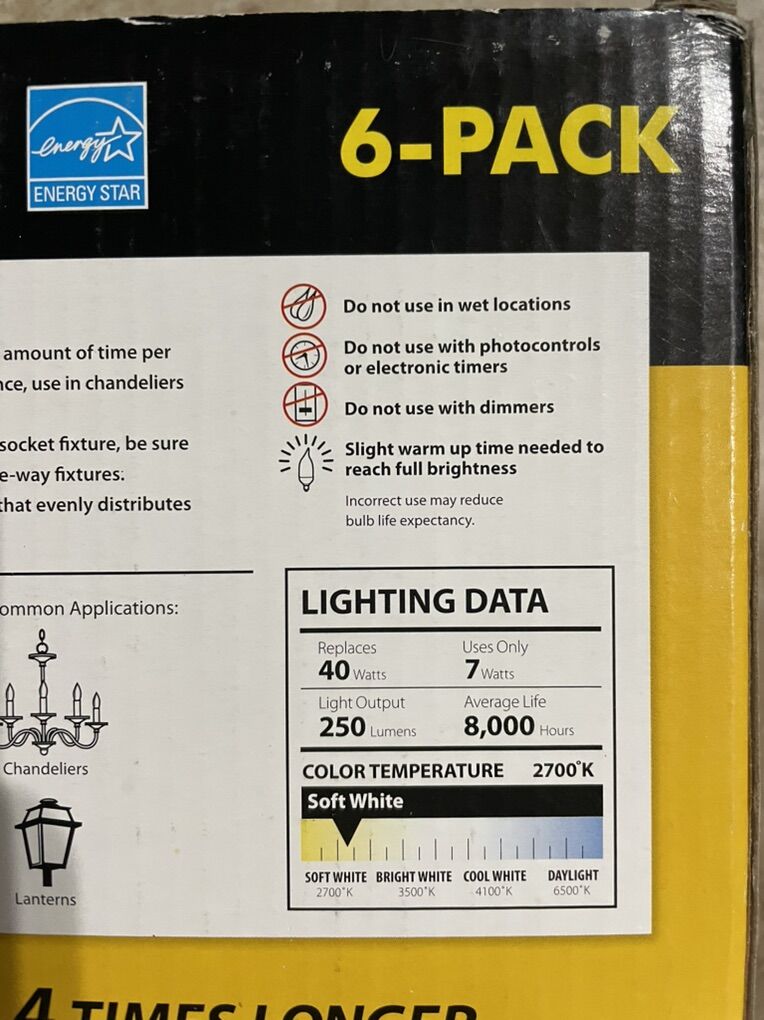 energy
ENERGY STAR
6-PACK
amount of time per
use in chandeliers
socket fixture, be sure
fixtures.
that evenly distributes
Do not use in wet locations
Do not use with photocontrols
or electronic timers
Do not use with dimmers
Slight warm up time needed to
reach full brightness
Incorrect use may reduce
bulb life expectancy.
Applications:
Chandeliers
Lanterns
LIGHTING DATA
Replaces
40 Watts
Uses Only
7 Watts
Light Output
250 Lumens
Average Life
8,000 Hours
COLOR TEMPERATURE 2700°K
Soft White
SOFT WHITE BRIGHT WHITE COOL WHITE DAYLIGHT
2700°K 3500°K 4100°K 6500°K
4 TIMES LONGER